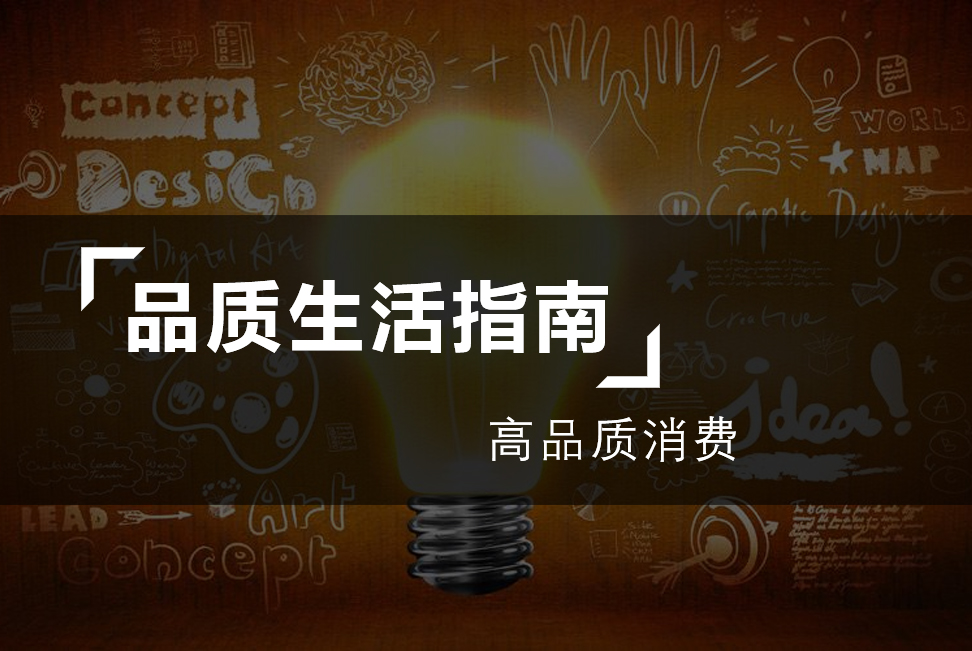 concept
DesiGn
WORLD
MAP
Graphic Designer
Digital Art
「品质生活指南」
Creative
idea!
高品质消费
LEAD
Art
Concept